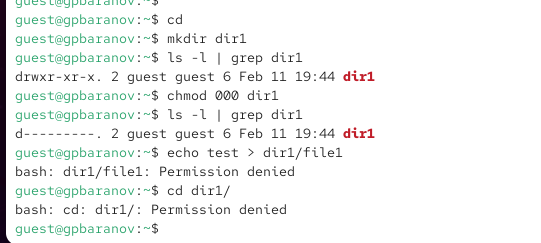 guest@gpbaranov:~$
guest@gpbaranov:~$ cd
guest@gpbaranov:~$ mkdir dir1
guest@gpbaranov:~$ ls -l | grep dir1
drwxr-xr-x. 2 guest guest 6 Feb 11 19:44 dir1
guest@gpbaranov:~$ chmod 000 dir1
guest@gpbaranov:~$ ls -l | grep dir1
d---------. 2 guest guest 6 Feb 11 19:44 dir1
guest@gpbaranov:~$ echo test > dir1/file1
bash: dir1/file1: Permission denied
guest@gpbaranov:~$ cd dir1/
bash: cd: dir1/: Permission denied
guest@gpbaranov:~$